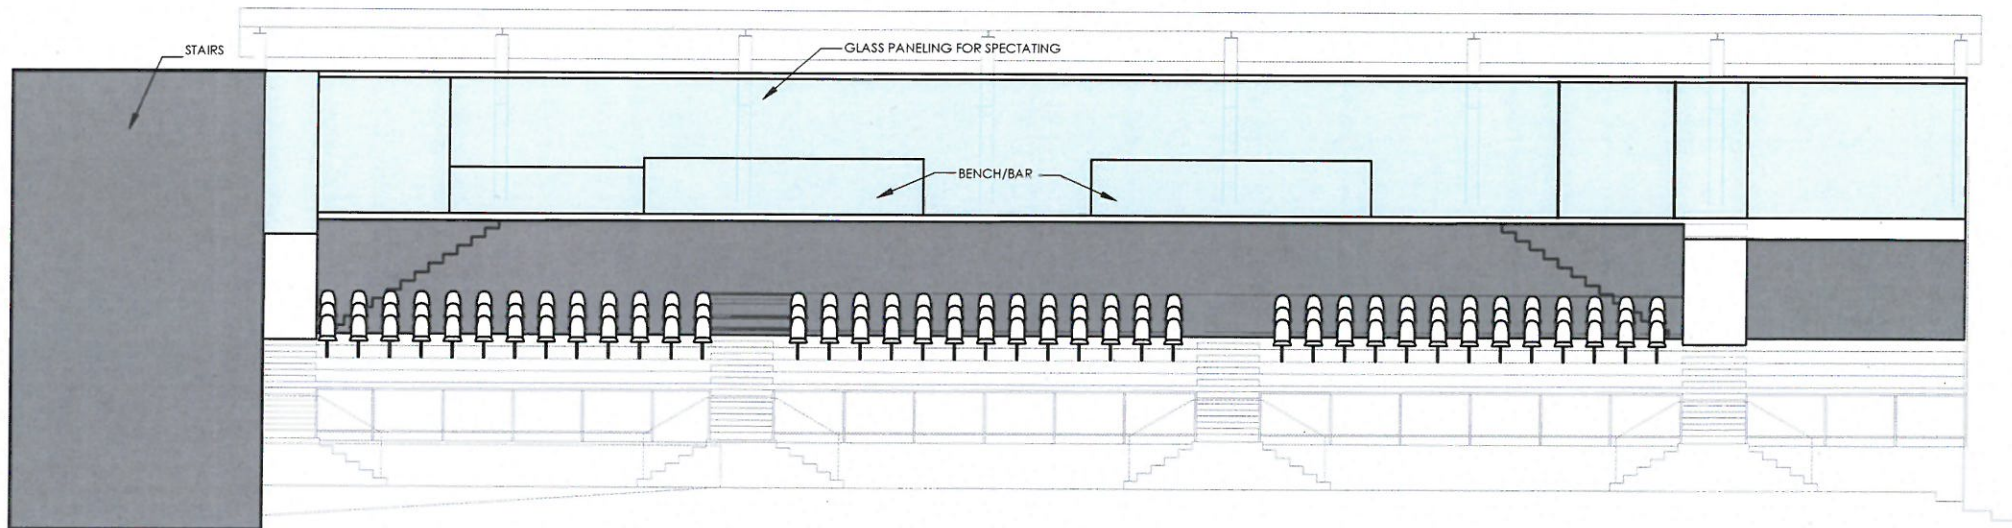 STAIRS
GLASS PANELING FOR SPECTATING
BENCH/BAR